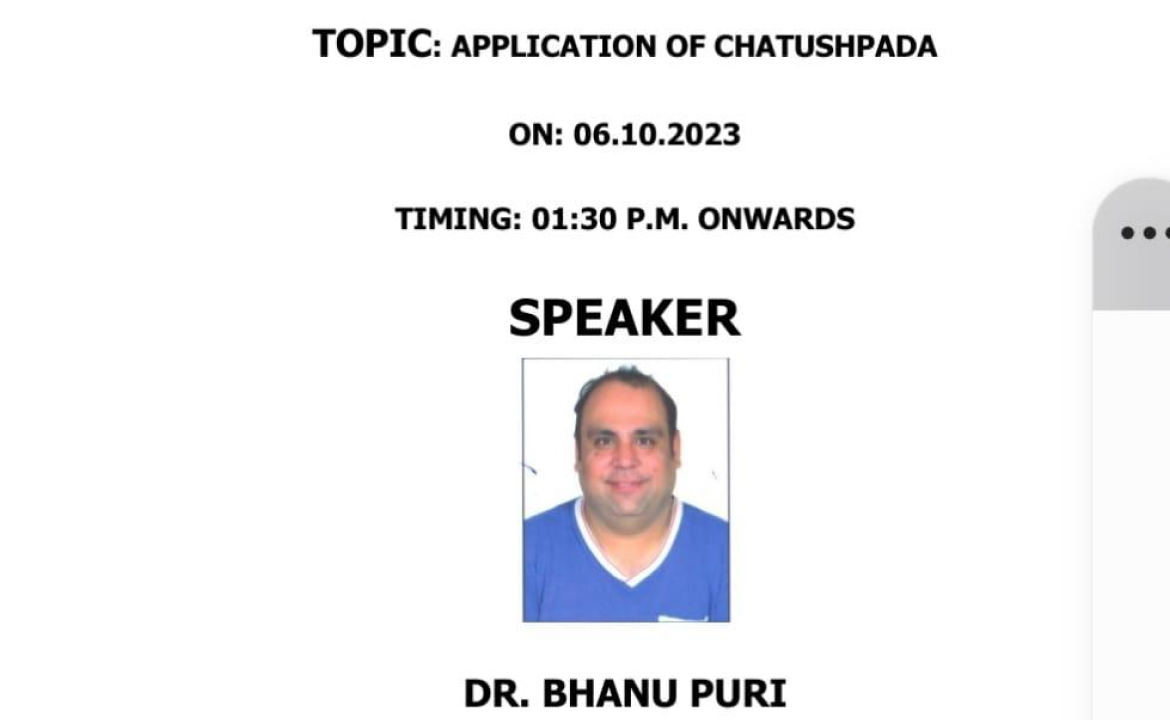 TOPIC: APPLICATION OF CHATUSHPADA
ON: 06.10.2023
TIMING: 01:30 P.M. ONWARDS
SPEAKER
DR. BHANU PURI